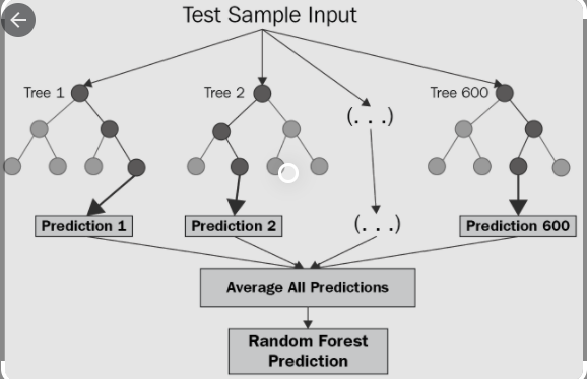 Test Sample Input
Tree 1
Tree 2
(. . .)
Tree 600
Prediction 1
Prediction 2
(. . .)
Prediction 600
Average All Predictions
Random Forest
Prediction